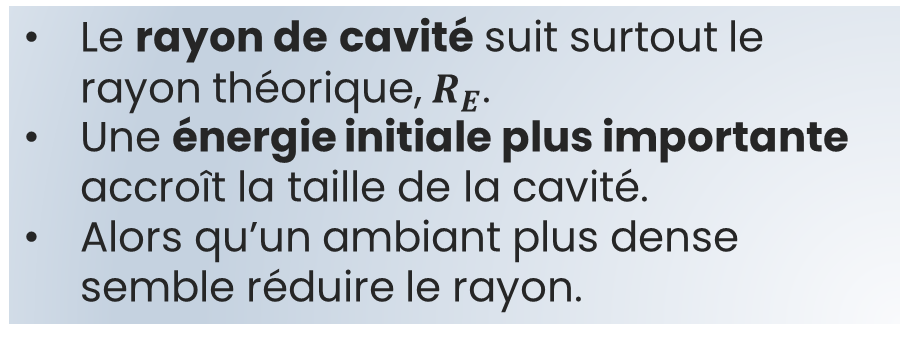 • Le rayon de cavité suit surtout le
rayon théorique, R_E.
• Une énergie initiale plus importante
accroît la taille de la cavité.
• Alors qu’un ambiant plus dense
semble réduire le rayon.